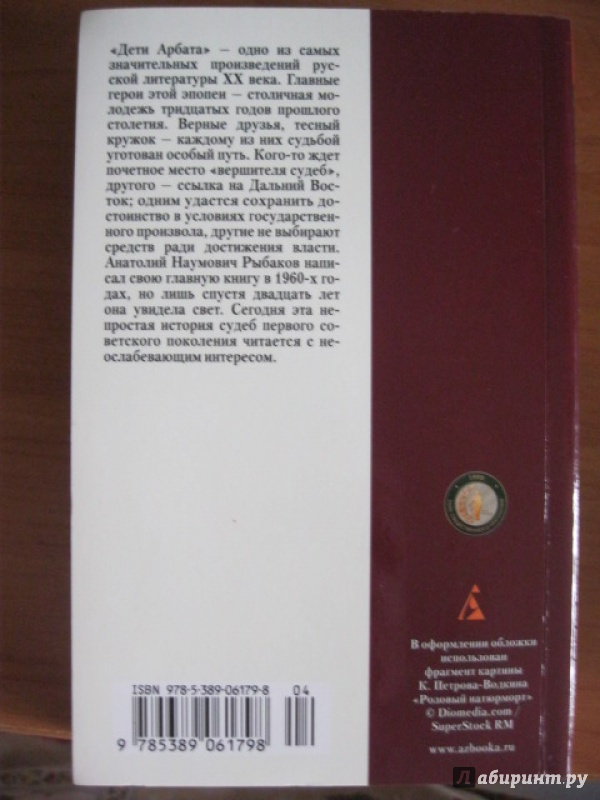 «Дети Арбата» — одно из самых
значительных произведений рус-
ской литературы XX века. Главные
герои этой эпопеи — столичная мо-
лодежь тридцатых годов прошлого
столетия. Верные друзья, тесный
кружок — каждому из них судьбой
уготован особый путь. Кого-то ждет
почетное место «вершителя судеб»,
другого — ссылка на Дальний Вос-
ток; одним удается сохранить до-
стоинство в условиях государствен-
ного произвола, другие не выбирают
средств ради достижения власти.
Анатолий Наумович Рыбаков напи-
сал свою главную книгу в 1960-х го-
дах, но лишь спустя двадцать лет
она увидела свет. Сегодня эта не-
простая история судеб первого со-
ветского поколения читается с не-
ослабевающим интересом.
В оформлении обложки
использован
фрагмент картины
К. Петрова-Водкина
«Розовый натюрморт»
© Diomedia.com /
SuperStock RM
www.azbooka.ru
ISBN 978-5-389-06179-8
04
9 785389 061798
лабиринт.ру